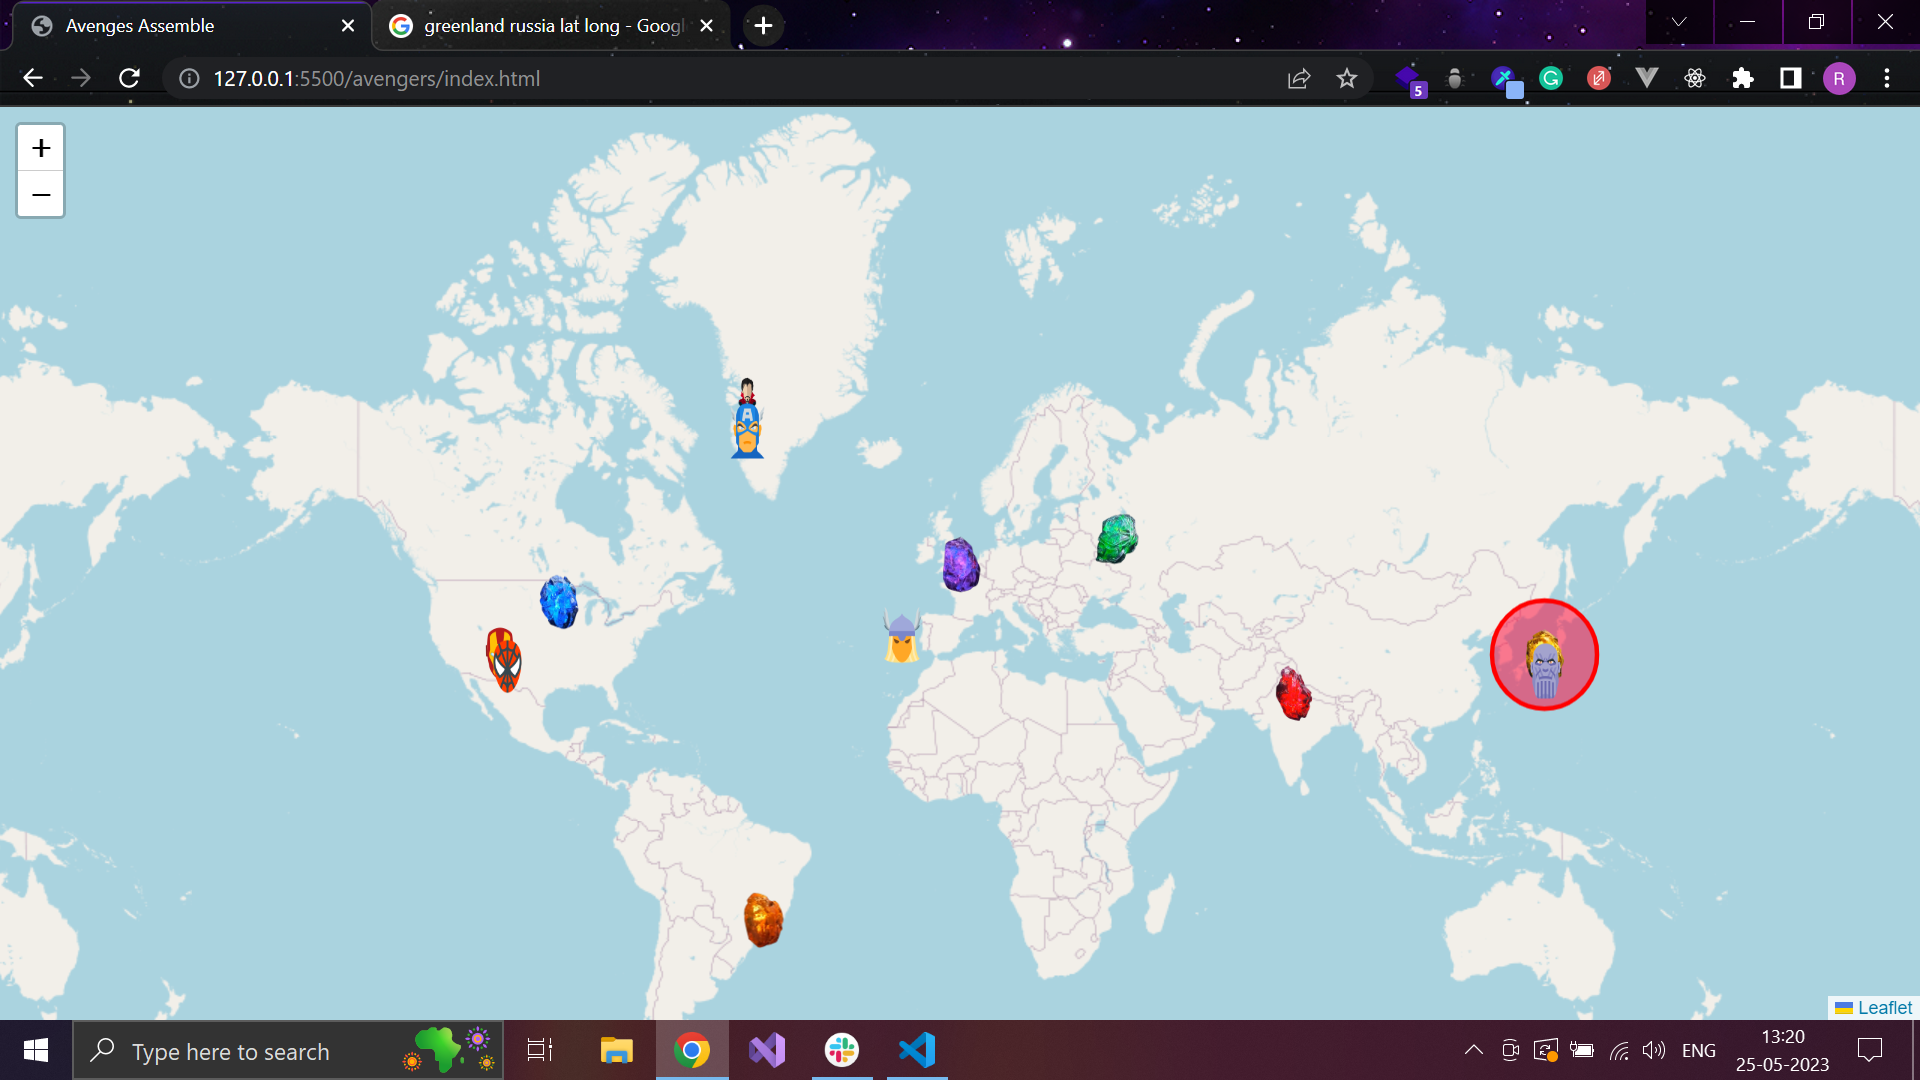 Avenges Assemble
greenland russia lat long - Googl
127.0.0.1:5500/avengers/index.html
5
R
+
−
A
Leaflet
Type here to search
ENG
13:20
25-05-2023